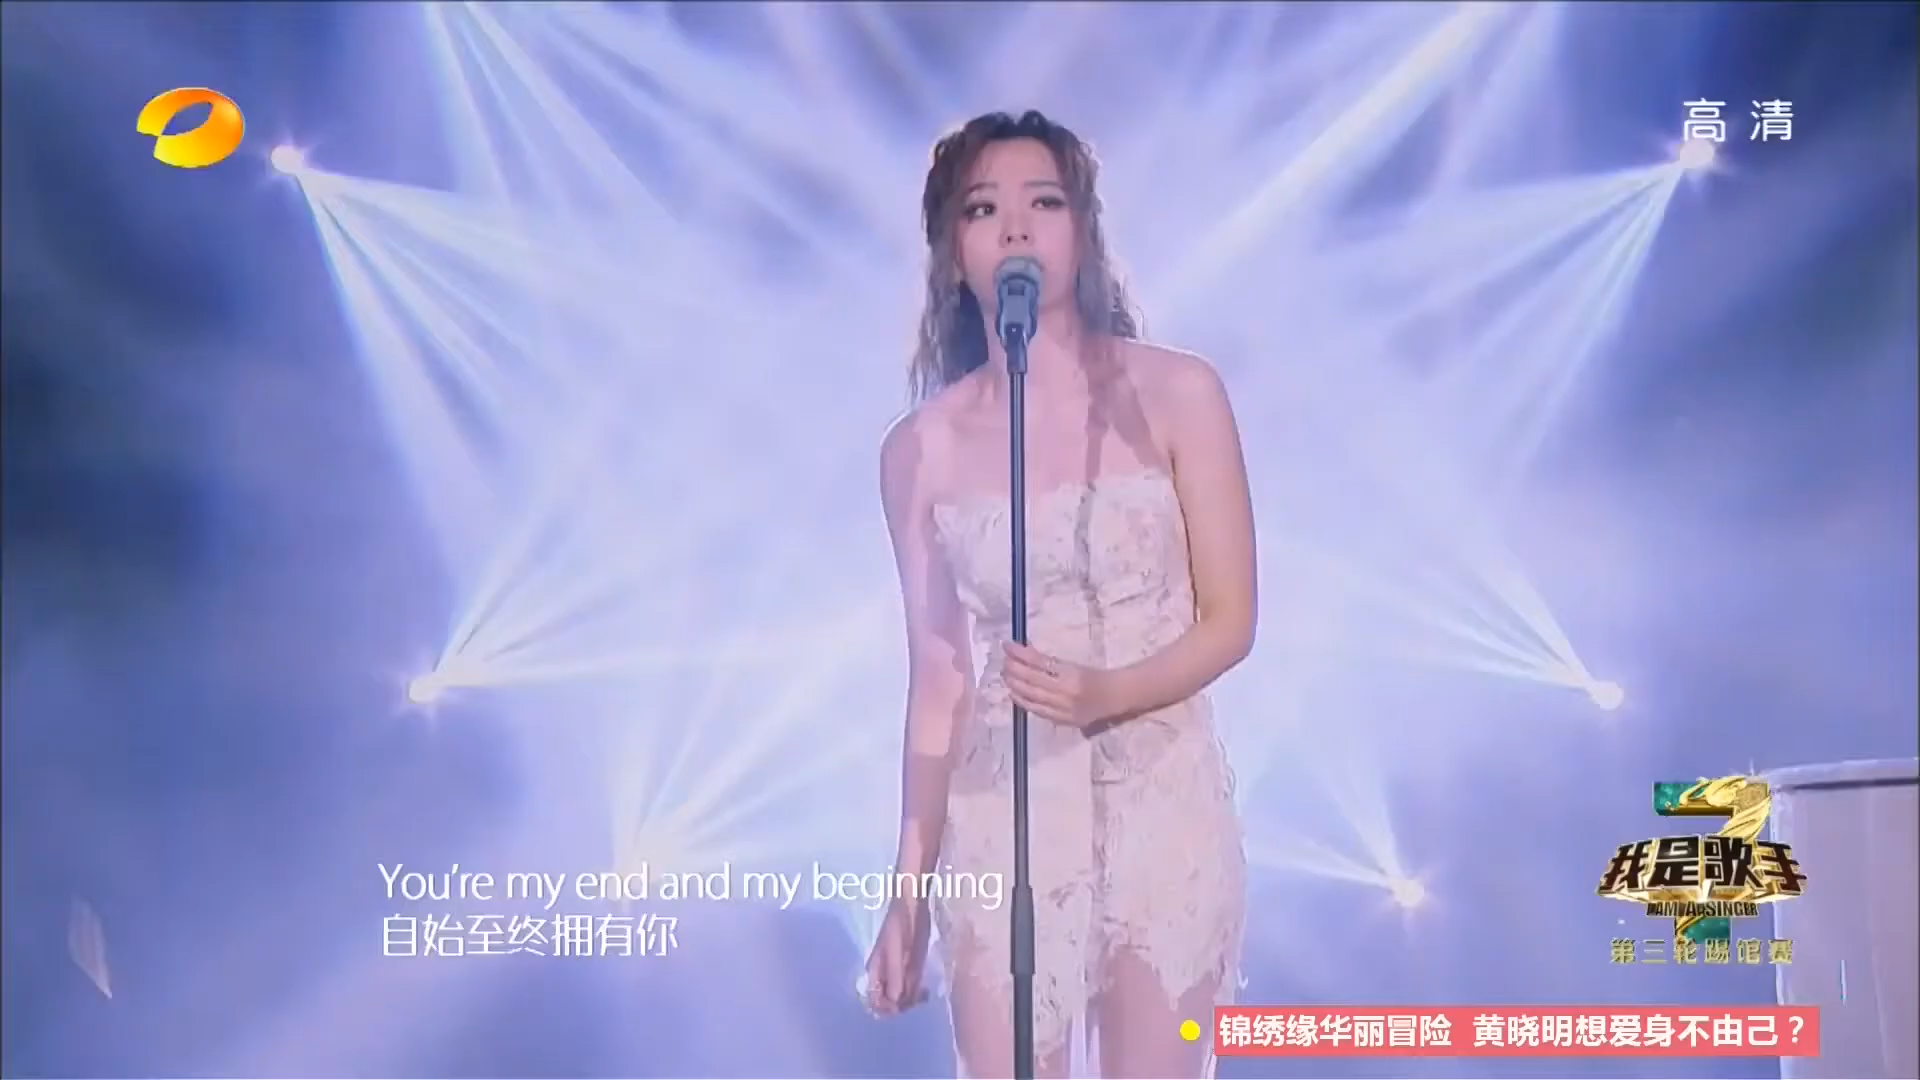 高清
You're my end and my beginning
自始至终拥有你
我是歌手
I AM A SINGER
第三轮踢馆赛
锦绣缘华丽冒险 黄晓明想爱身不由己？